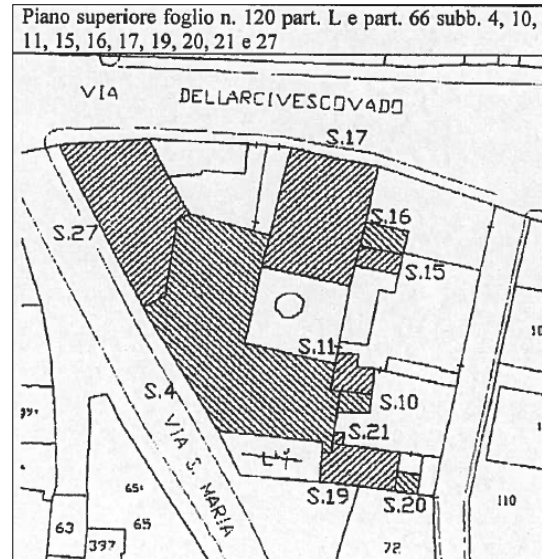 Piano superiore foglio n. 120 part. L e part. 66 subb. 4, 10,
11, 15, 16, 17, 19, 20, 21 e 27
VIA DELLARCIVESCOVADO
S.17
S.16
S.27
S.15
S.11
S.4
S.10
S.21
VIA S. MARIA
L
S.19
S.20
65
63
65
397
72
110